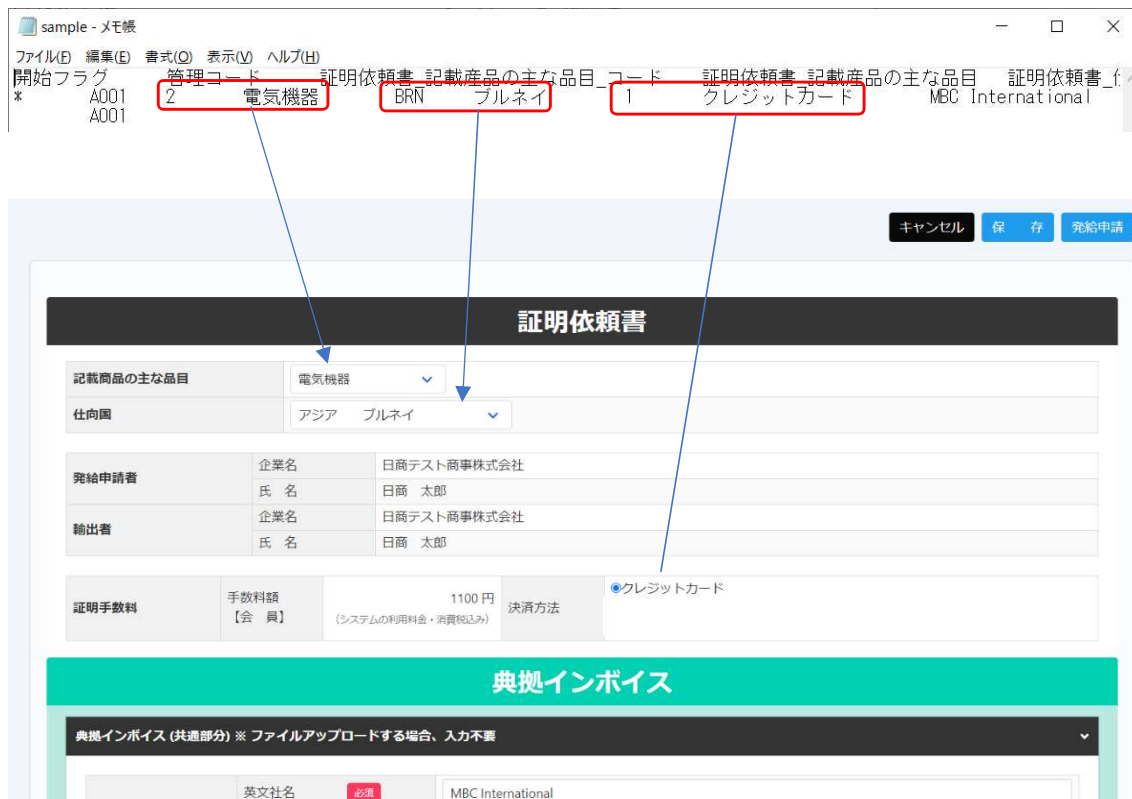 sample - メモ帳
ファイル(F) 編集(E) 書式(O) 表示(V) ヘルプ(H)
開始フラグ 管理コード 証明依頼書_記載産品の主な品目_コード 証明依頼書_記載産品の主な品目 証明依頼書_
* A001 2 電気機器 BRN ブルネイ 1 クレジットカード MBC International
A001
キャンセル 保 存 発給申請
証明依頼書
記載商品の主な品目 電気機器
仕向国 アジア ブルネイ
発給申請者 企業名 日商テスト商事株式会社
氏 名 日商 太郎
輸出者 企業名 日商テスト商事株式会社
氏 名 日商 太郎
証明手数料 手数料額 【会 員】 1100 円 (システムの利用料金・消費税込み) 決済方法 クレジットカード
典拠インボイス
典拠インボイス (共通部分) ※ ファイルアップロードする場合、入力不要
英文社名 必須 MBC International